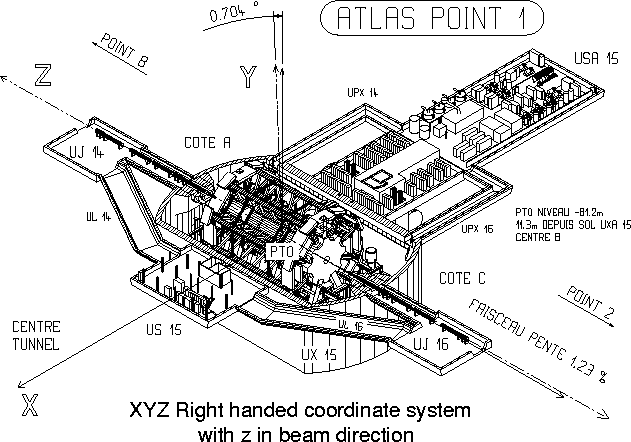 0.704 °
ATLAS POINT 1
POINT 8
Z
Y
UPX 14
USA 15
COTE A
UJ 14
UL 14
PTO
PTO NIVEAU -81.2m
11.3m DEPUIS SOL UXA 15
CENTRE B
UPX 16
COTE C
POINT 2
FAISCEAU PENTE 1.23 %
CENTRE
TUNNEL
US 15
UL 16
UX 15
UJ 16
X
XYZ Right handed coordinate system
with z in beam direction